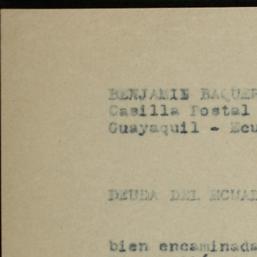 BENJAMIN BAQUER
Casilla Postal
Guayaquil - Ecu
DEUDA DEL ECUAD
bien encaminada